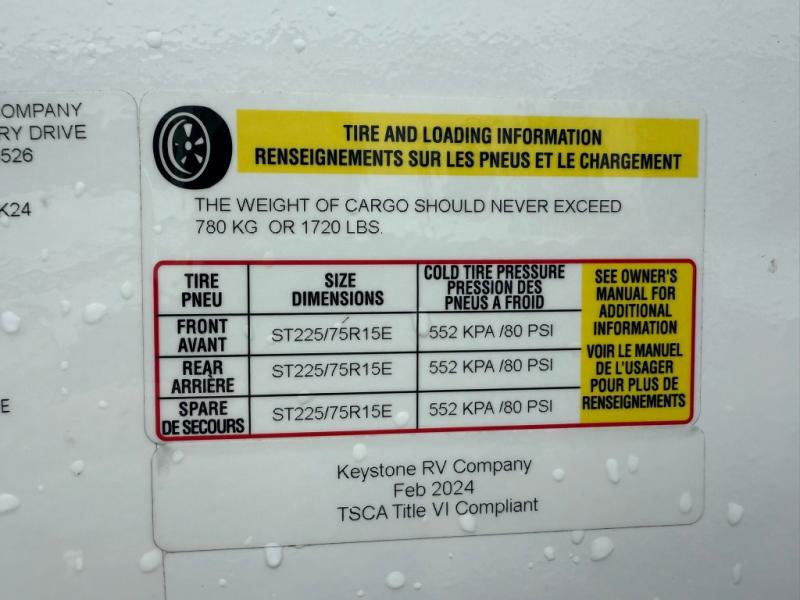 OMPANY
RY DRIVE
526
K24
E
TIRE AND LOADING INFORMATION
RENSEIGNEMENTS SUR LES PNEUS ET LE CHARGEMENT
THE WEIGHT OF CARGO SHOULD NEVER EXCEED
780 KG OR 1720 LBS.
TIRE
PNEU
SIZE
DIMENSIONS
COLD TIRE PRESSURE
PRESSION DES
PNEUS A FROID
FRONT
AVANT
ST225/75R15E
552 KPA /80 PSI
REAR
ARRIÈRE
ST225/75R15E
552 KPA /80 PSI
SPARE
DE SECOURS
ST225/75R15E
552 KPA /80 PSI
SEE OWNER'S
MANUAL FOR
ADDITIONAL
INFORMATION
VOIR LE MANUEL
DE L'USAGER
POUR PLUS DE
RENSEIGNEMENTS
Keystone RV Company
Feb 2024
TSCA Title VI Compliant